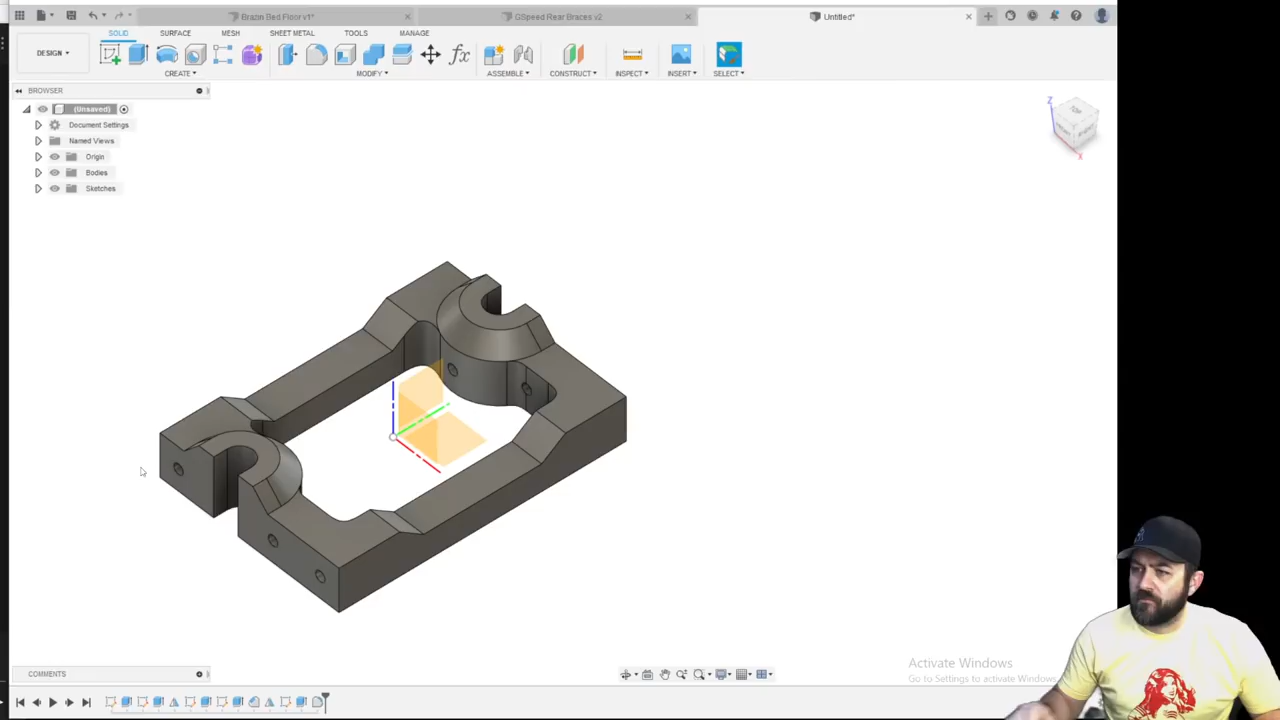 Brazin Bed Floor v1*
CSpeed Rear Braces v2
Untitled*
DESIGN
SOLID
SURFACE
MESH
SHEET METAL
TOOLS
MANAGE
fx
CREATE
MODIFY
ASSEMBLE
CONSTRUCT
INSPECT
INSERT
SELECT
BROWSER
(Unsaved)
Document Settings
Named Views
Origin
Bodies
Sketches
Z
X
Activate Windows
Go to Settings to activate Windows.
COMMENTS